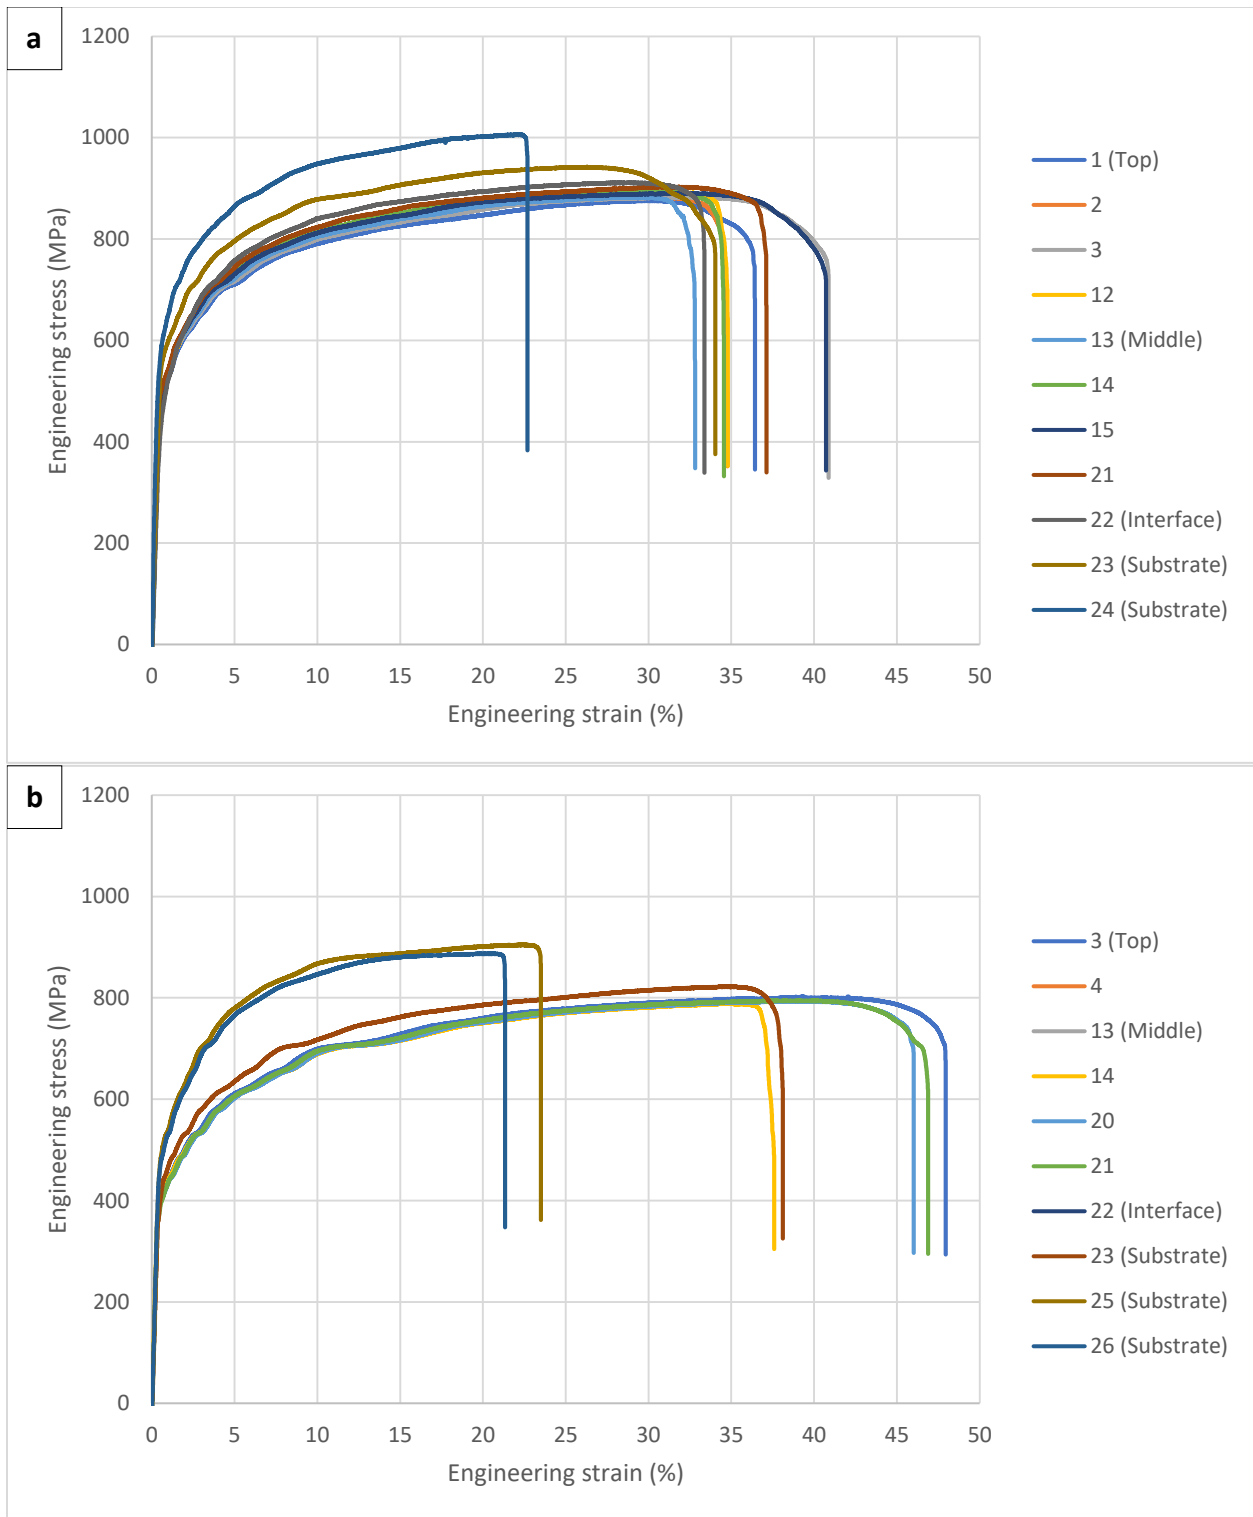 a
1200
1000
800
600
400
200
0
Engineering stress (MPa)
0 5 10 15 20 25 30 35 40 45 50
Engineering strain (%)
1 (Top)
2
3
12
13 (Middle)
14
15
21
22 (Interface)
23 (Substrate)
24 (Substrate)
b
1200
1000
800
600
400
200
0
Engineering stress (MPa)
0 5 10 15 20 25 30 35 40 45 50
Engineering strain (%)
3 (Top)
4
13 (Middle)
14
20
21
22 (Interface)
23 (Substrate)
25 (Substrate)
26 (Substrate)